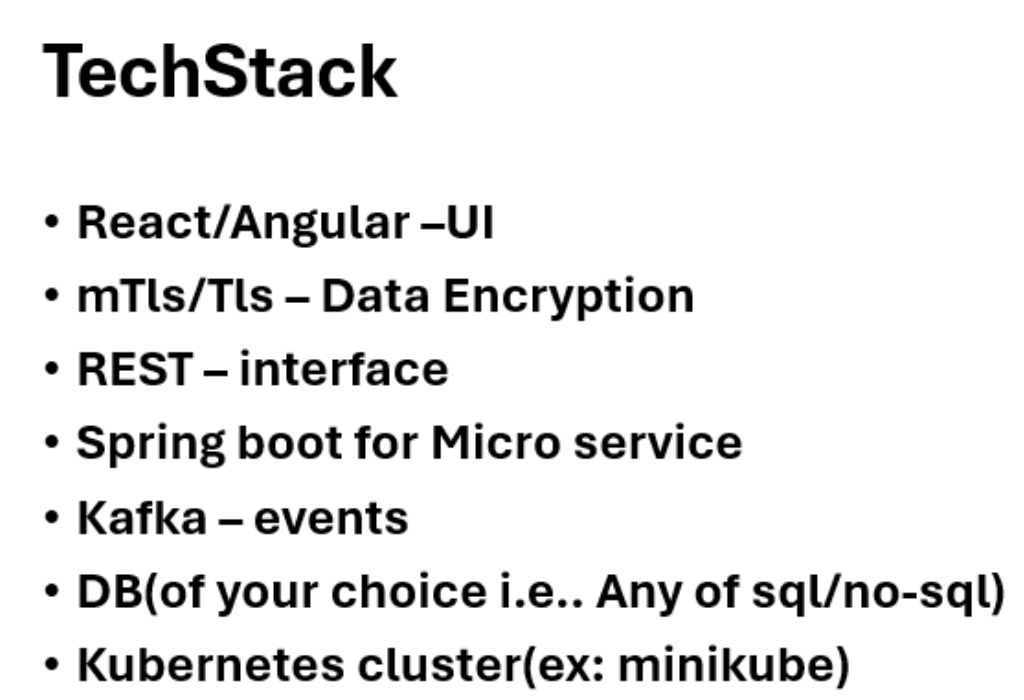 TechStack
• React/Angular –UI
• mTls/Tls – Data Encryption
• REST – interface
• Spring boot for Micro service
• Kafka – events
• DB(of your choice i.e.. Any of sql/no-sql)
• Kubernetes cluster(ex: minikube)